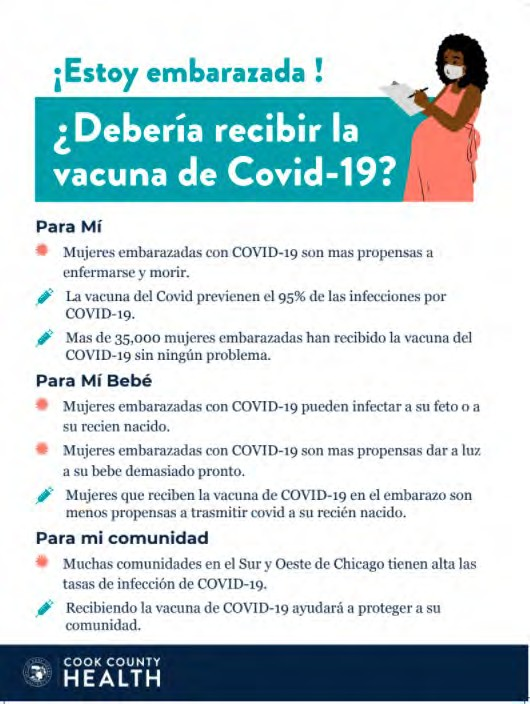 ¡Estoy embarazada !
¿Debería recibir la
vacuna de Covid-19?
Para Mí
Mujeres embarazadas con COVID-19 son mas propensas a
enfermarse y morir.
La vacuna del Covid previenen el 95% de las infecciones por
COVID-19.
Mas de 35,000 mujeres embarazadas han recibido la vacuna del
COVID-19 sin ningún problema.
Para Mí Bebé
Mujeres embarazadas con COVID-19 pueden infectar a su feto o a
su recien nacido.
Mujeres embarazadas con COVID-19 son mas propensas dar a luz
a su bebe demasiado pronto.
Mujeres que reciben la vacuna de COVID-19 en el embarazo son
menos propensas a trasmitir covid a su recién nacido.
Para mi comunidad
Muchas comunidades en el Sur y Oeste de Chicago tienen alta las
tasas de infección de COVID-19.
Recibiendo la vacuna de COVID-19 ayudará a proteger a su
comunidad.
COOK COUNTY
HEALTH